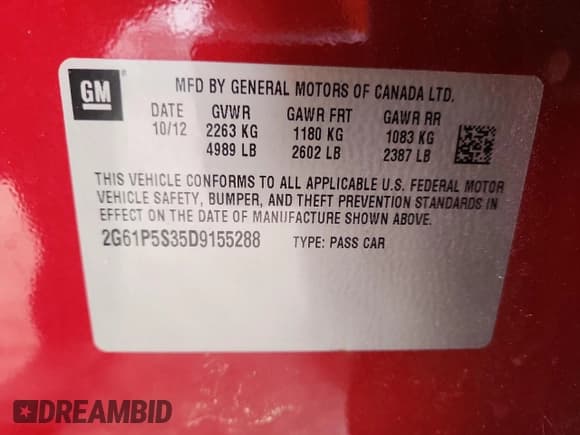 GM
MFD BY GENERAL MOTORS OF CANADA LTD.
DATE GVWR GAWR FRT GAWR RR
10/12 2263 KG 1180 KG 1083 KG
4989 LB 2602 LB 2387 LB
THIS VEHICLE CONFORMS TO ALL APPLICABLE U.S. FEDERAL MOTOR
VEHICLE SAFETY, BUMPER, AND THEFT PREVENTION STANDARDS IN
EFFECT ON THE DATE OF MANUFACTURE SHOWN ABOVE.
2G61P5S35D9155288 TYPE: PASS CAR
DREAMBID